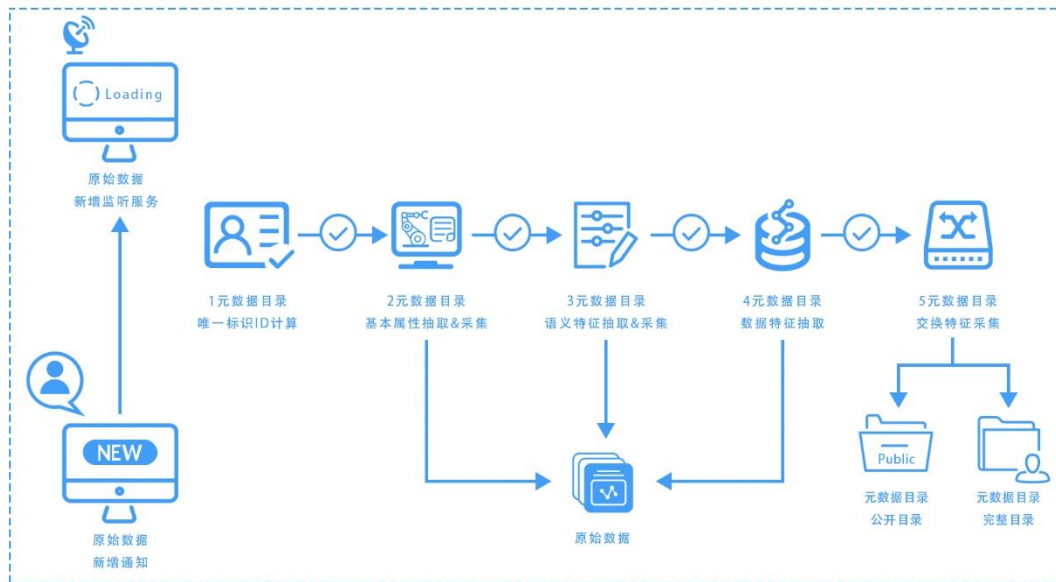 Loading
原始数据
新增监听服务
1元数据目录
唯一标识ID计算
2元数据目录
基本属性抽取&采集
3元数据目录
语义特征抽取&采集
4元数据目录
数据特征抽取
5元数据目录
交换特征采集
NEW
原始数据
新增通知
原始数据
Public
元数据目录
公开目录
元数据目录
完整目录